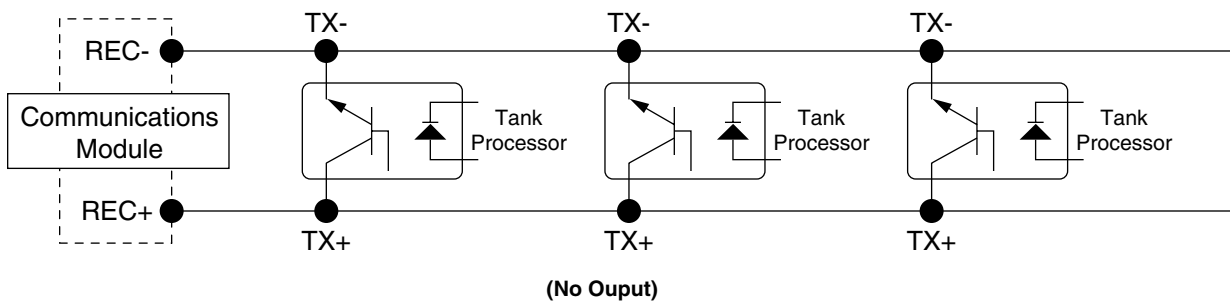 TX-
TX-
TX-
REC-
Communications
Module
Tank
Processor
Tank
Processor
Tank
Processor
REC+
TX+
TX+
TX+
(No Ouput)